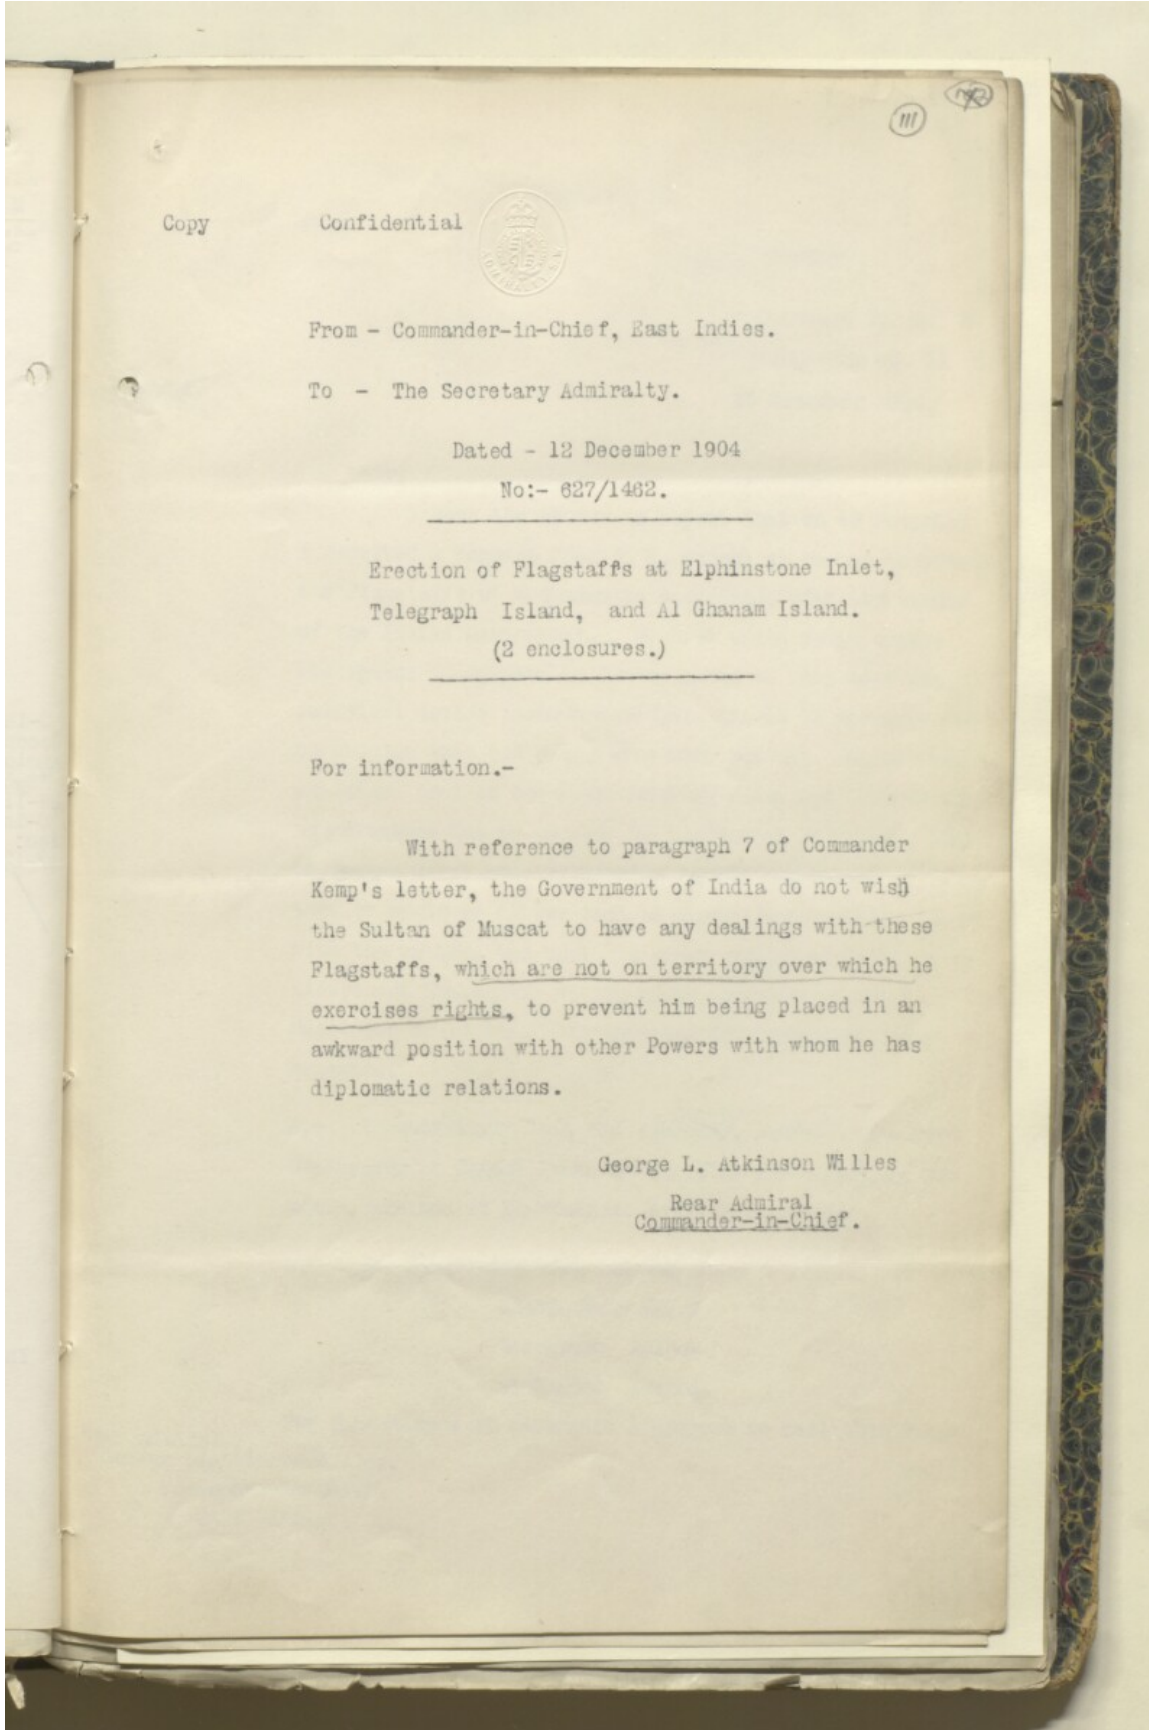 111
Copy Confidential
ADMIRALTY S.W.
From - Commander-in-Chief, East Indies.
To - The Secretary Admiralty.
Dated - 12 December 1904
No:- 627/1462.
Erection of Flagstaffs at Elphinstone Inlet,
Telegraph Island, and Al Ghanam Island.
(2 enclosures.)
For information.-
With reference to paragraph 7 of Commander
Kemp's letter, the Government of India do not wish
the Sultan of Muscat to have any dealings with these
Flagstaffs, which are not on territory over which he
exercises rights, to prevent him being placed in an
awkward position with other Powers with whom he has
diplomatic relations.
George L. Atkinson Willes
Rear Admiral
Commander-in-Chief.